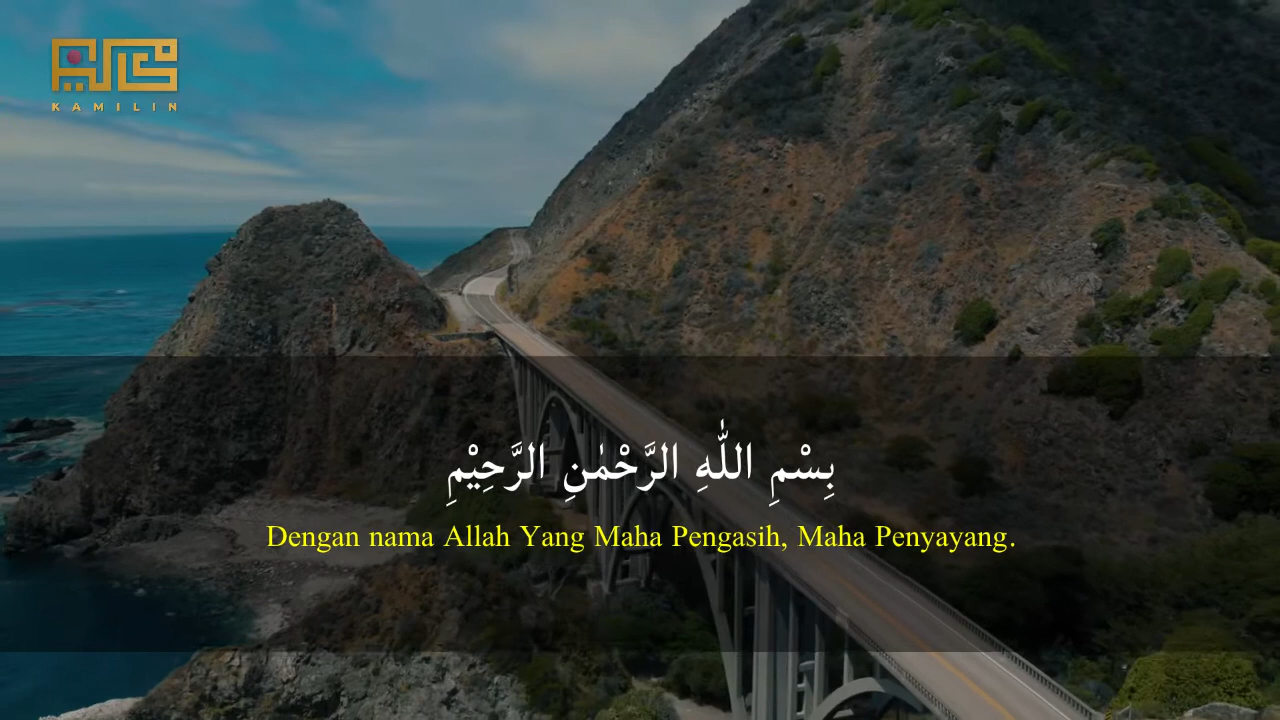 KAMILIN
بِسْمِ اللّٰهِ الرَّحْمٰنِ الرَّحِيْمِ
Dengan nama Allah Yang Maha Pengasih, Maha Penyayang.